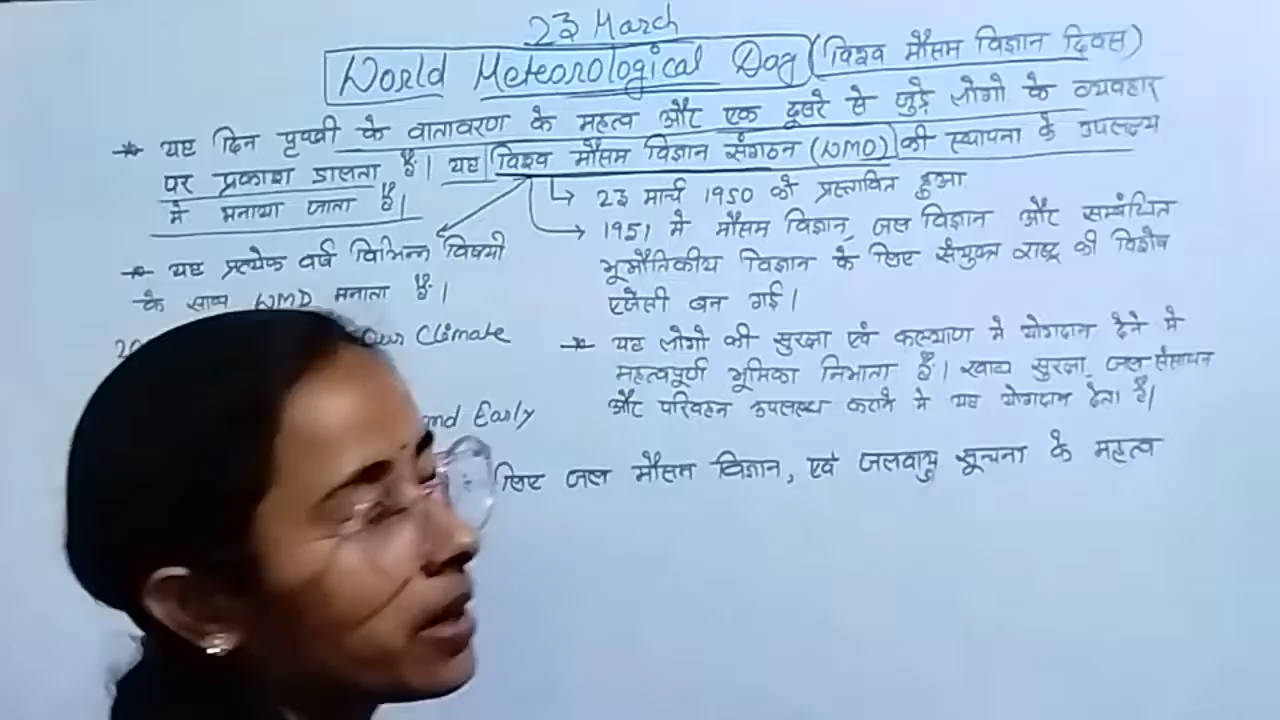 23 March
World Meteorological Day (विश्व मौसम विज्ञान दिवस)
→ यह दिन पृथ्वी के वातावरण के महत्व और एक दूसरे से जुड़े लोगो के व्यवहार
पर प्रकाश डालता है। यह विश्व मौसम विज्ञान संगठन (WMO) की स्थापना के उपलक्ष्य
मे मनाया जाता है।
→ 23 मार्च 1950 को प्रस्तावित हुआ
→ 1951 मे मौसम विज्ञान, जल विज्ञान और सम्बंधित
भूभौतिकीय विज्ञान के लिए संयुक्त राष्ट्र की विशेष
एजेंसी बन गई।
→ यह प्रत्येक वर्ष विभिन्न विषयो
के साथ WMO मनाता है।
20
Our Climate
and Early
→ यह लोगो की सुरक्षा एवं कल्याण मे योगदान देने मे
महत्वपूर्ण भूमिका निभाता है। खाद्य सुरक्षा, जल संसाधन
और परिवहन उपलब्ध कराने मे यह योगदान देता है।
लिए जल मौसम विज्ञान, एवं जलवायु सूचना के महत्व